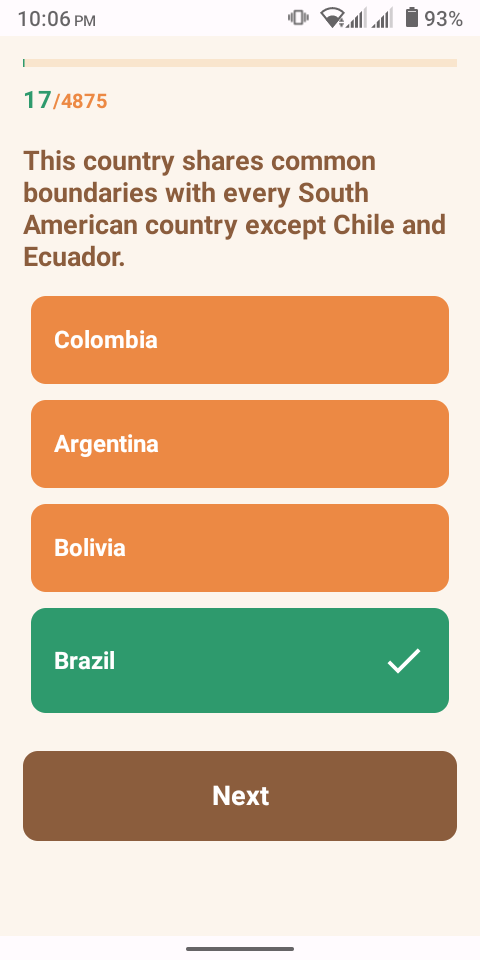 10:06 PM
93%
17/4875
This country shares common
boundaries with every South
American country except Chile and
Ecuador.
Colombia
Argentina
Bolivia
Brazil
Next